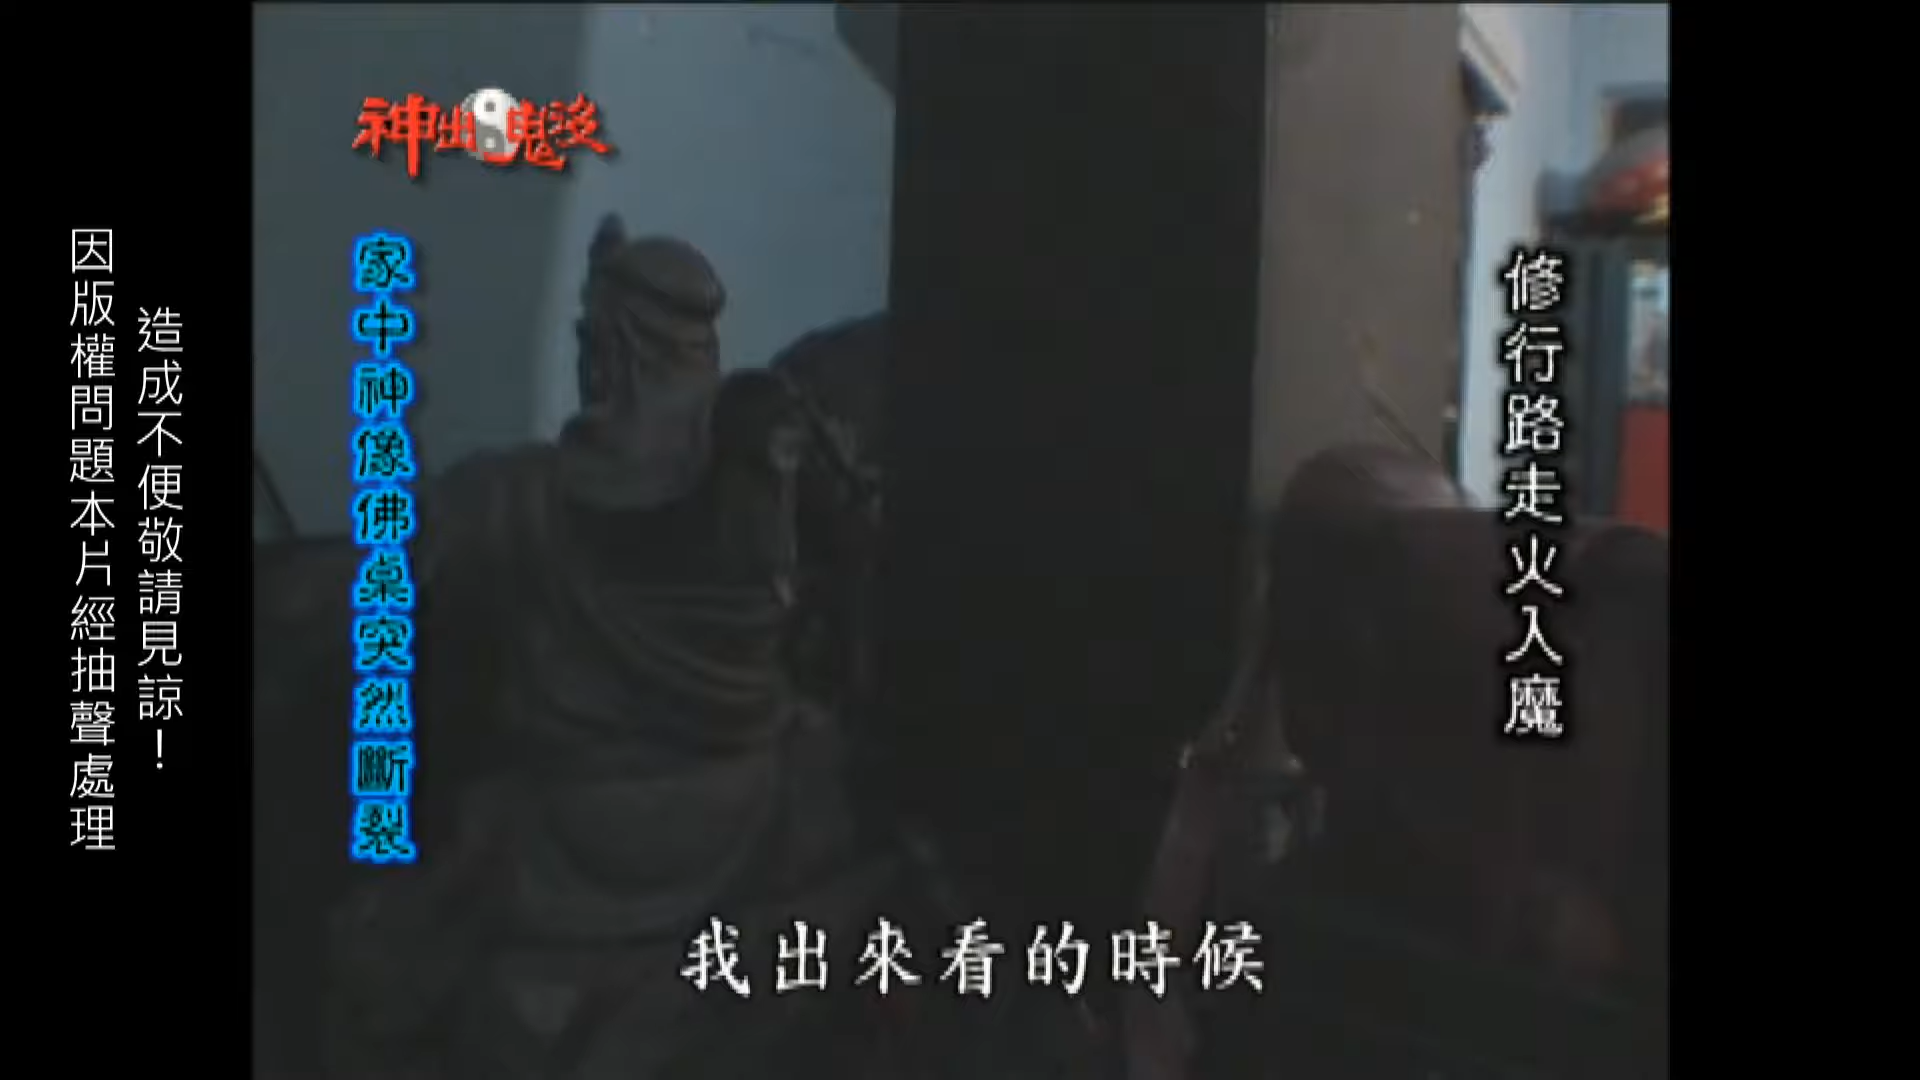 因版權問題本片經抽聲處理
造成不便敬請見諒！
神出鬼沒
家中神像佛桌突然斷裂
修行路走火入魔
我出來看的時候